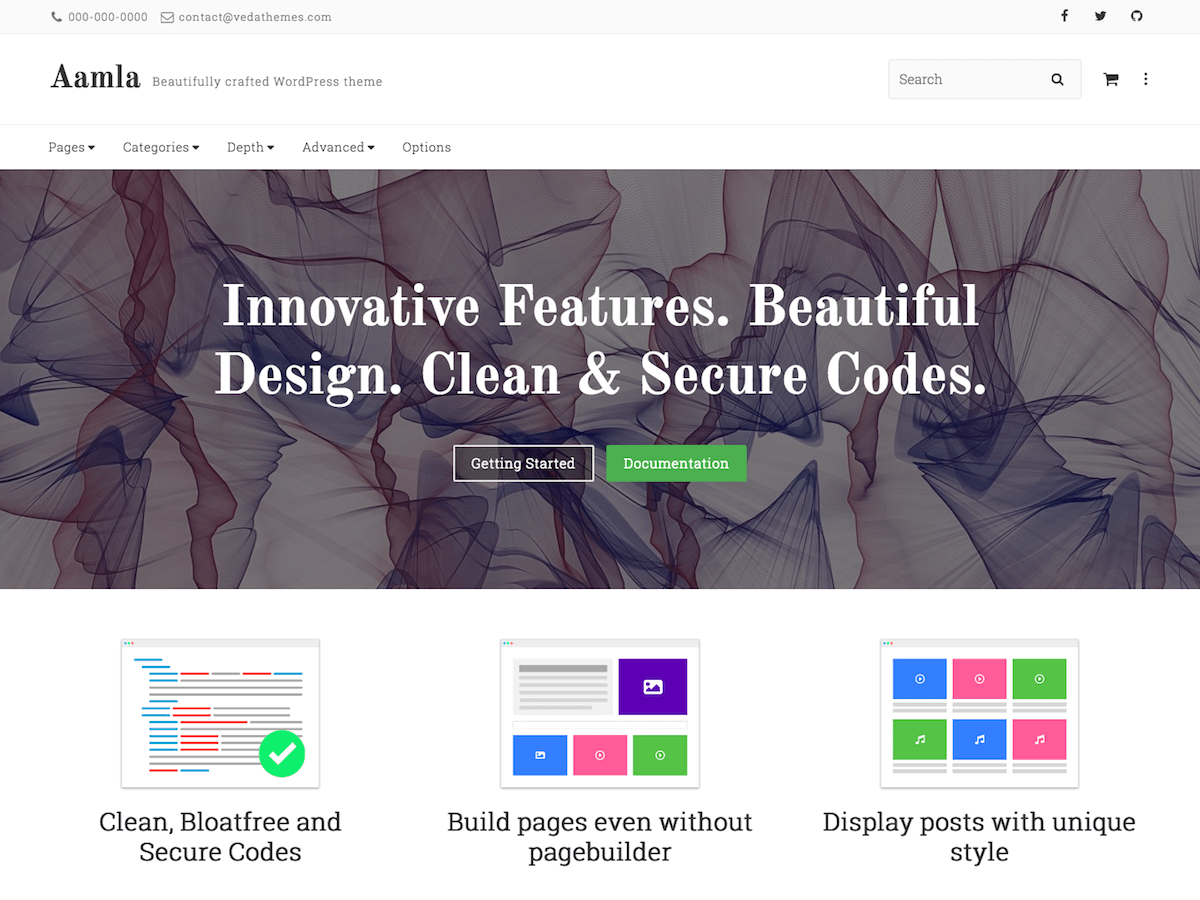 000-000-0000 contact@vedathemes.com
Aamla Beautifully crafted WordPress theme
Search
Pages Categories Depth Advanced Options
Innovative Features. Beautiful
Design. Clean & Secure Codes.
Getting Started Documentation
Clean, Bloatfree and
Secure Codes
Build pages even without
pagebuilder
Display posts with unique
style